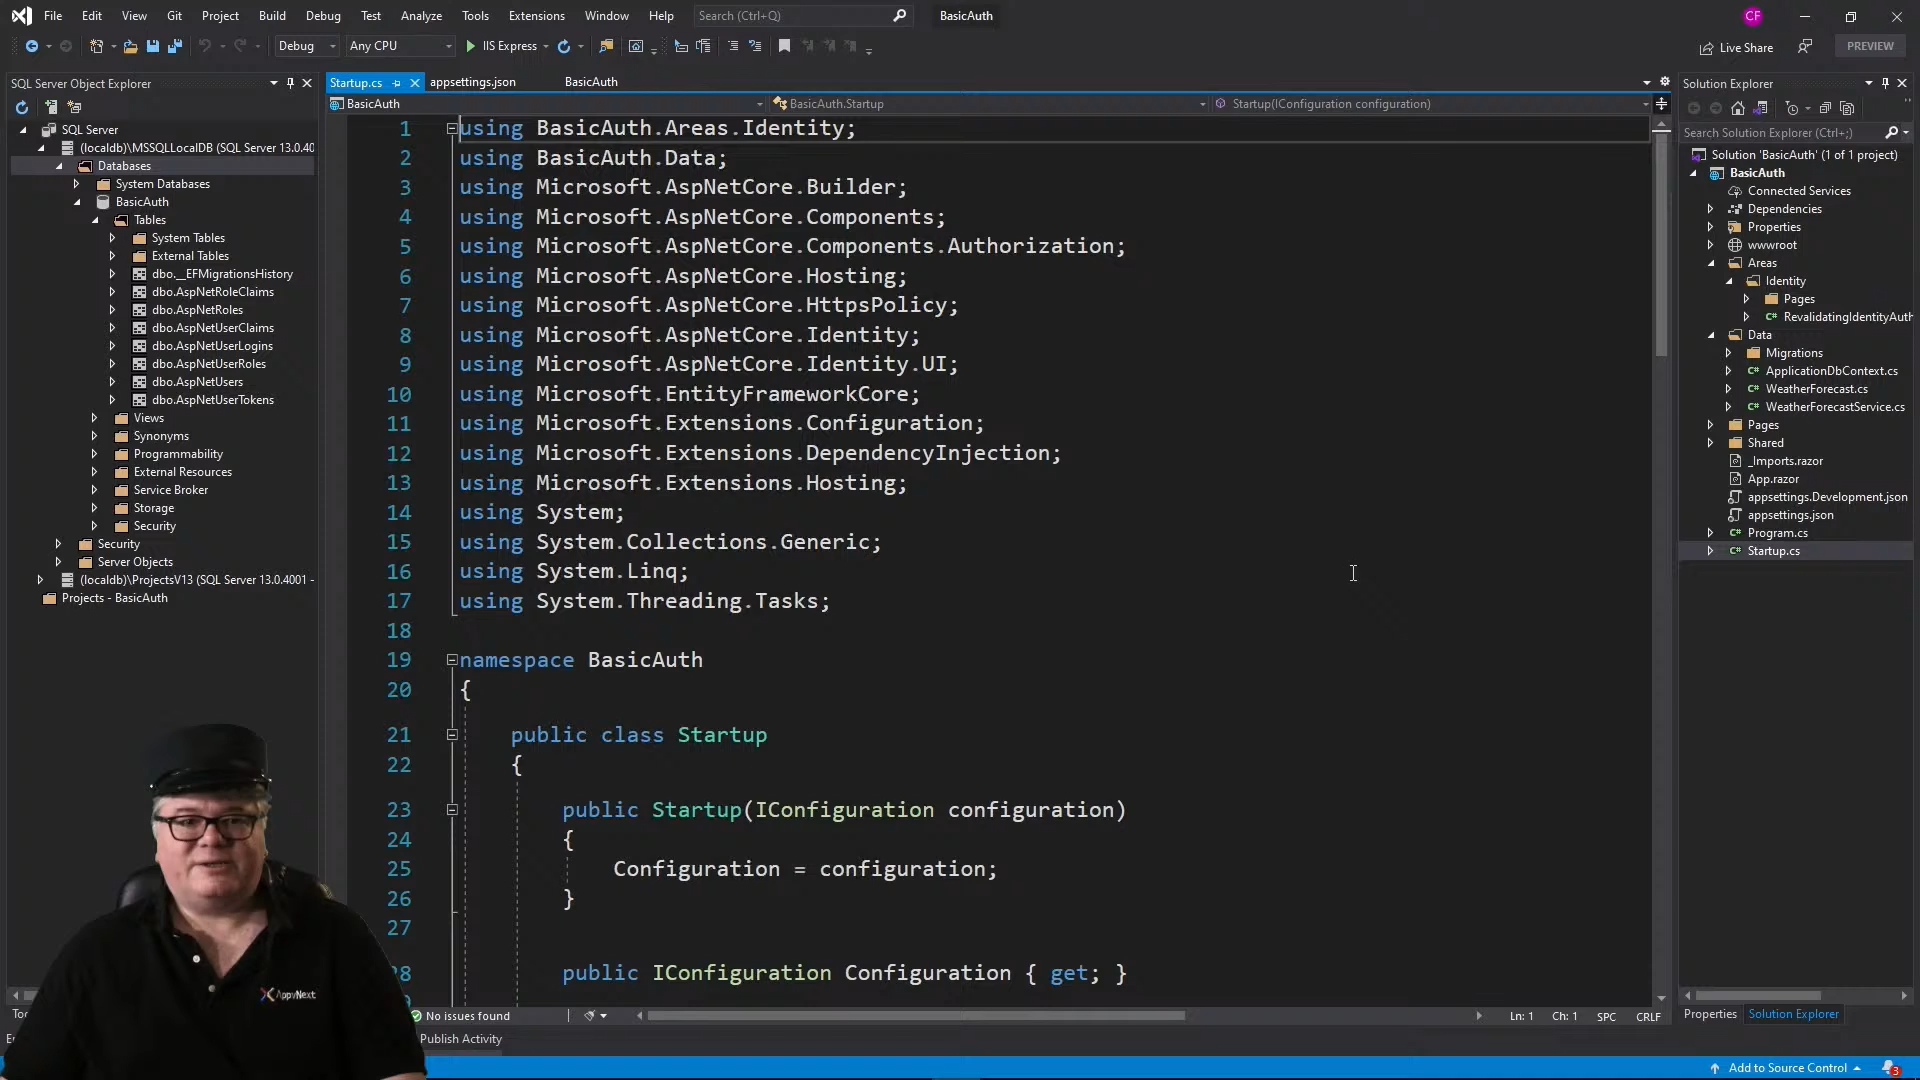 File Edit View Git Project Build Debug Test Analyze Tools Extensions Window Help Search (Ctrl+Q) BasicAuth CF
Debug Any CPU IIS Express Live Share PREVIEW
SQL Server Object Explorer
SQL Server
(localdb)\MSSQLLocalDB (SQL Server 13.0.40
Databases
System Databases
BasicAuth
Tables
System Tables
External Tables
dbo.__EFMigrationsHistory
dbo.AspNetRoleClaims
dbo.AspNetRoles
dbo.AspNetUserClaims
dbo.AspNetUserLogins
dbo.AspNetUserRoles
dbo.AspNetUsers
dbo.AspNetUserTokens
Views
Synonyms
Programmability
External Resources
Service Broker
Storage
Security
Security
Server Objects
(localdb)\ProjectsV13 (SQL Server 13.0.4001 -
Projects - BasicAuth
Startup.cs appsettings.json BasicAuth
BasicAuth BasicAuth.Startup Startup(IConfiguration configuration)
1 using BasicAuth.Areas.Identity;
2 using BasicAuth.Data;
3 using Microsoft.AspNetCore.Builder;
4 using Microsoft.AspNetCore.Components;
5 using Microsoft.AspNetCore.Components.Authorization;
6 using Microsoft.AspNetCore.Hosting;
7 using Microsoft.AspNetCore.HttpsPolicy;
8 using Microsoft.AspNetCore.Identity;
9 using Microsoft.AspNetCore.Identity.UI;
10 using Microsoft.EntityFrameworkCore;
11 using Microsoft.Extensions.Configuration;
12 using Microsoft.Extensions.DependencyInjection;
13 using Microsoft.Extensions.Hosting;
14 using System;
15 using System.Collections.Generic;
16 using System.Linq;
17 using System.Threading.Tasks;
18
19 namespace BasicAuth
20 {
21 public class Startup
22 {
23 public Startup(IConfiguration configuration)
24 {
25 Configuration = configuration;
26 }
27
28 public IConfiguration Configuration { get; }
No issues found Ln: 1 Ch: 1 SPC CRLF
Publish Activity
Solution Explorer
Search Solution Explorer (Ctrl+;)
Solution 'BasicAuth' (1 of 1 project)
BasicAuth
Connected Services
Dependencies
Properties
wwwroot
Areas
Identity
Pages
RevalidatingIdentityAuth
Data
Migrations
ApplicationDbContext.cs
WeatherForecast.cs
WeatherForecastService.cs
Pages
Shared
_Imports.razor
App.razor
appsettings.Development.json
appsettings.json
Program.cs
Startup.cs
Properties Solution Explorer
Add to Source Control 3
AppvNext